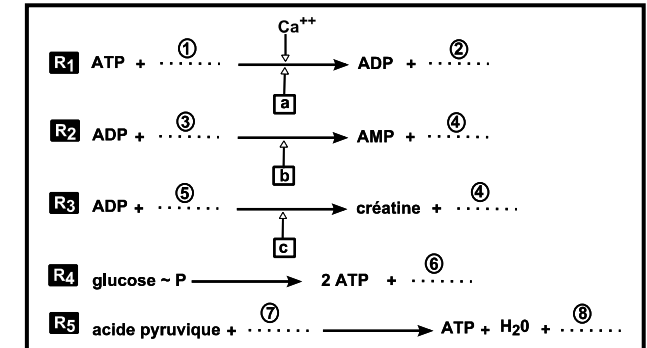 Ca++
R1 ATP + ① ........ ADP + ② ........
a
R2 ADP + ③ ........ AMP + ④ ........
b
R3 ADP + ⑤ ........ créatine + ④ ........
c
R4 glucose ~ P 2 ATP + ⑥ ........
R5 acide pyruvique + ⑦ ........ ATP + H20 + ⑧ ........